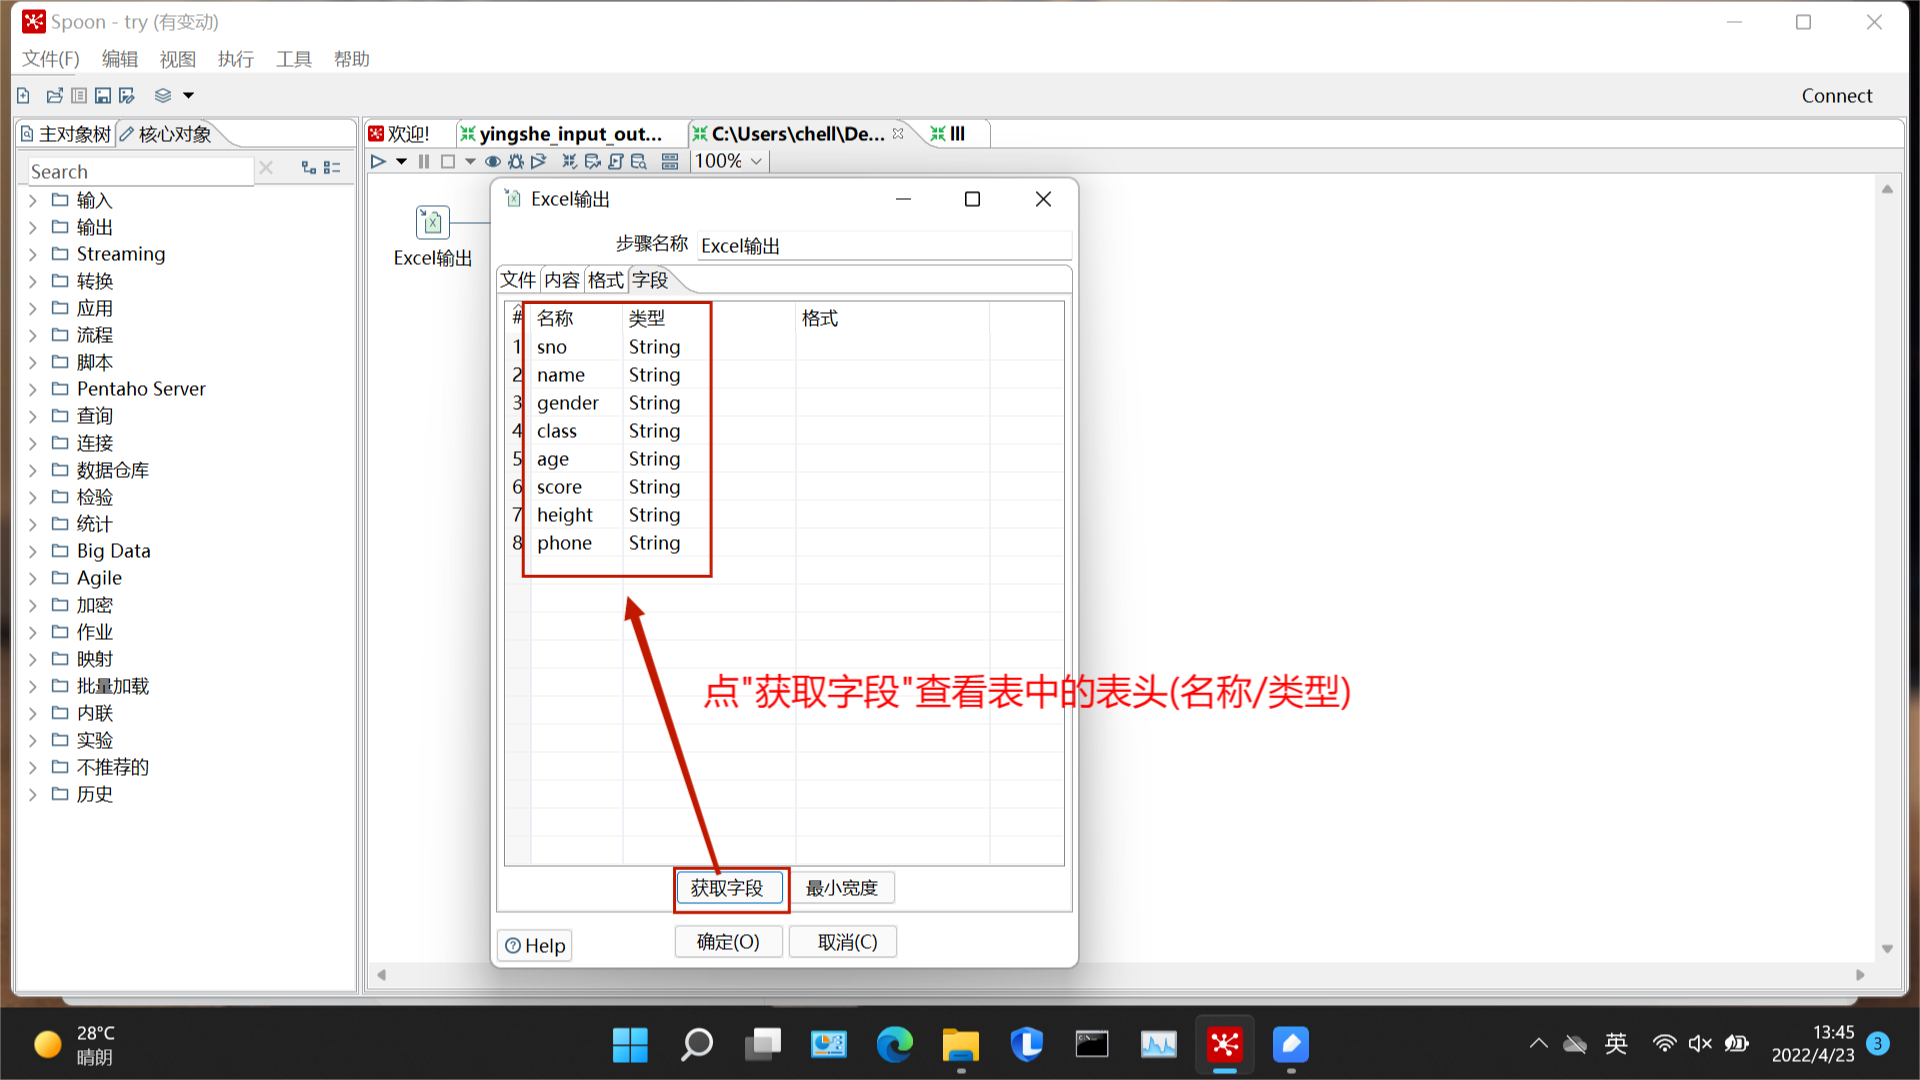 Spoon - try (有变动)
文件(F) 编辑 视图 执行 工具 帮助
Connect
主对象树 核心对象
欢迎! yingshe_input_out... C:\Users\chell\De... lll
Search
100%
输入
输出
Streaming
转换
应用
流程
脚本
Pentaho Server
查询
连接
数据仓库
检验
统计
Big Data
Agile
加密
作业
映射
批量加载
内联
实验
不推荐的
历史
Excel输出
Excel输出
步骤名称 Excel输出
文件 内容 格式 字段
# 名称 类型 格式
1 sno String
2 name String
3 gender String
4 class String
5 age String
6 score String
7 height String
8 phone String
点"获取字段"查看表中的表头(名称/类型)
获取字段 最小宽度
Help 确定(O) 取消(C)
28°C
晴朗
英
13:45
2022/4/23
3